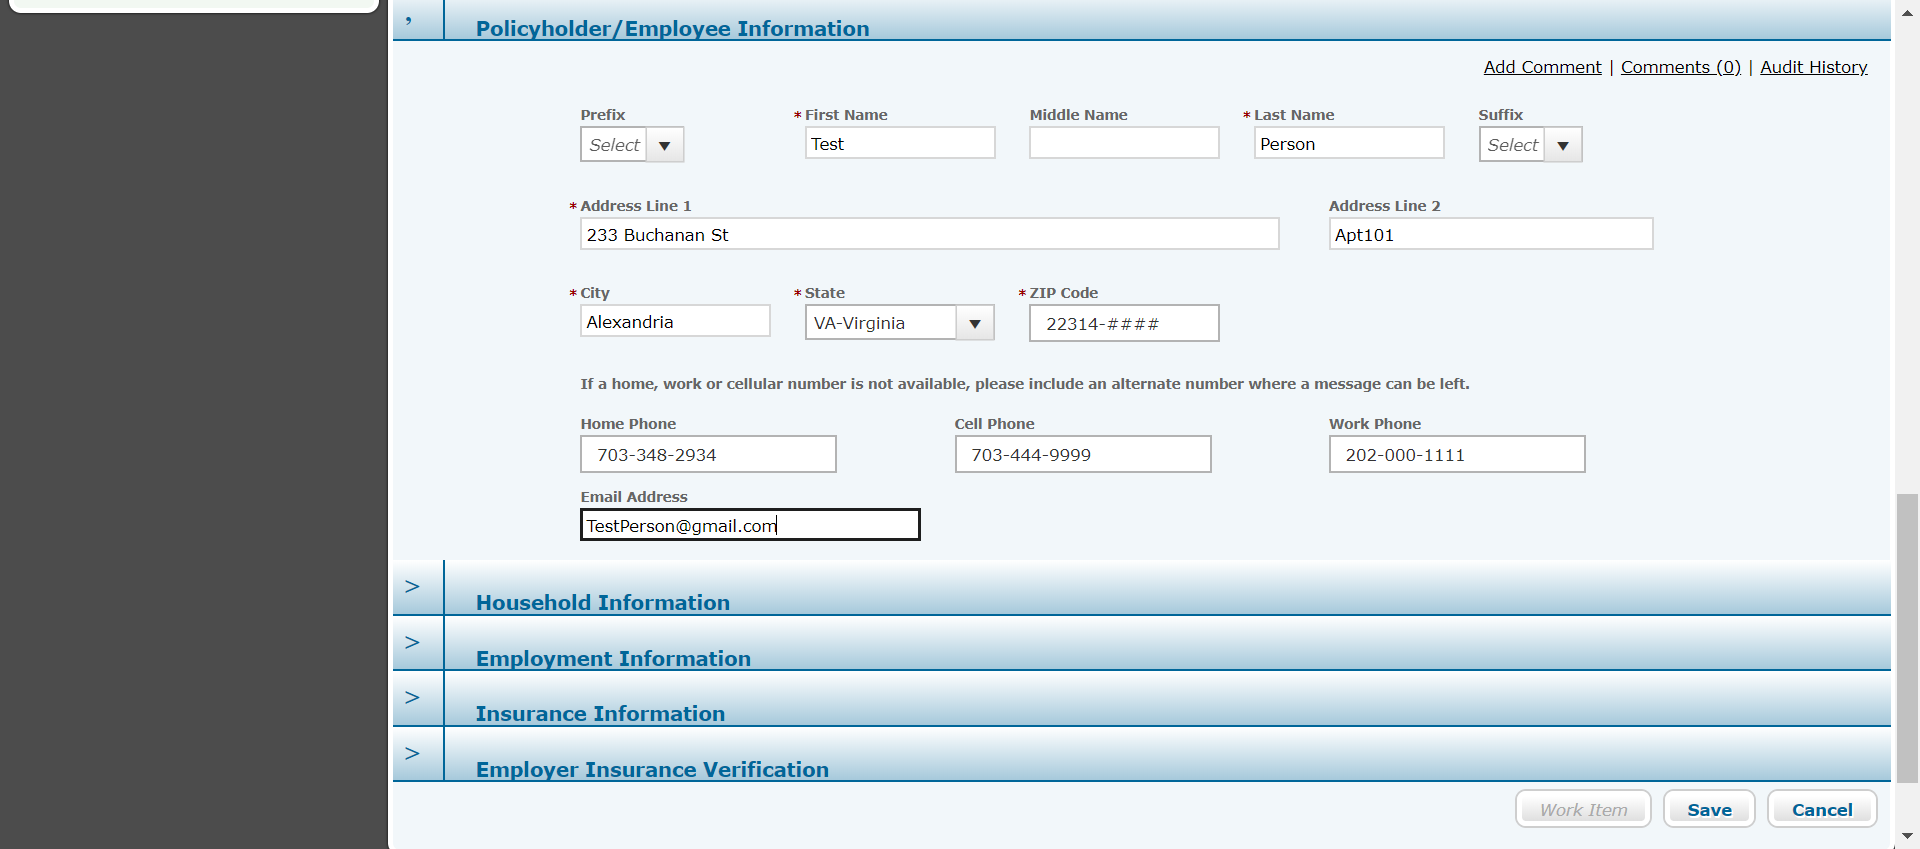 Policyholder/Employee Information
Add Comment | Comments (0) | Audit History
Prefix * First Name Middle Name * Last Name Suffix
Select Test Person Select
* Address Line 1 Address Line 2
233 Buchanan St Apt101
* City * State * ZIP Code
Alexandria VA-Virginia 22314-####
If a home, work or cellular number is not available, please include an alternate number where a message can be left.
Home Phone Cell Phone Work Phone
703-348-2934 703-444-9999 202-000-1111
Email Address
TestPerson@gmail.com
> Household Information
> Employment Information
> Insurance Information
> Employer Insurance Verification
Work Item Save Cancel